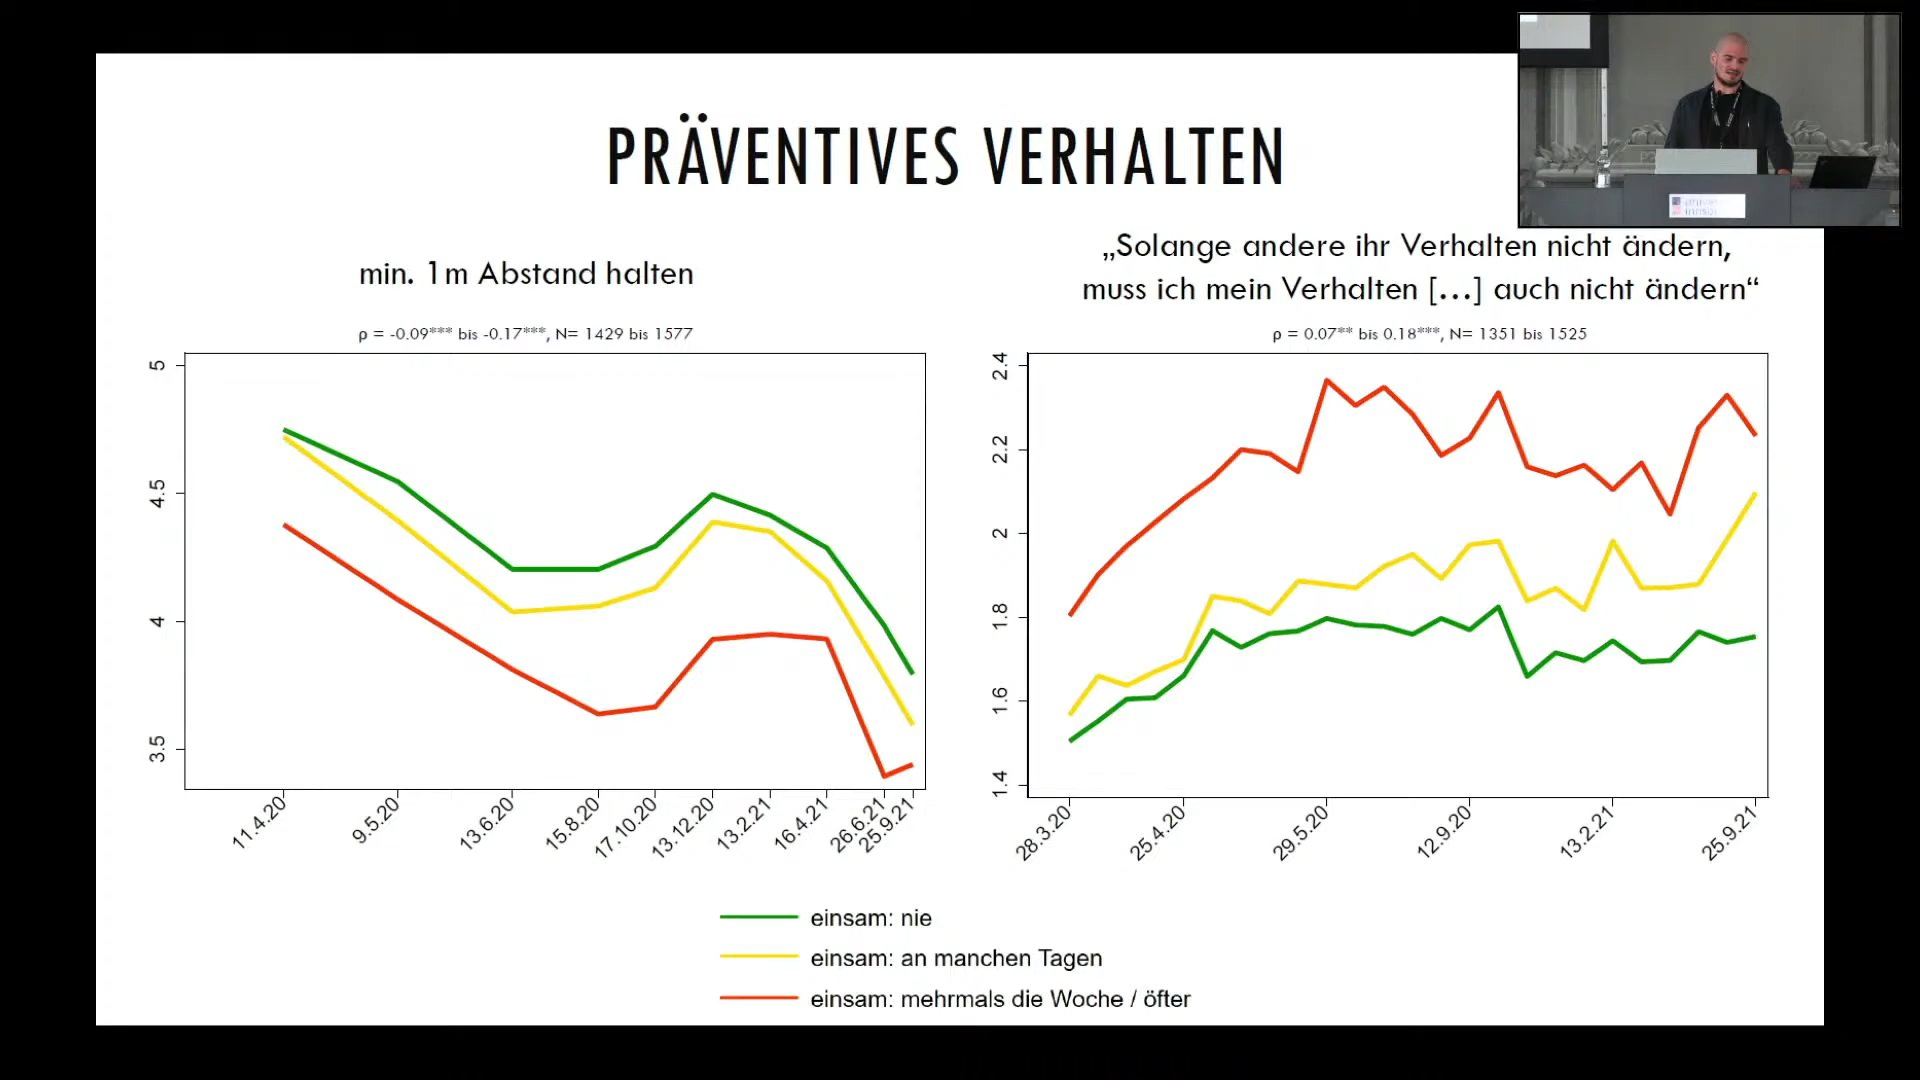 PRÄVENTIVES VERHALTEN
min. 1m Abstand halten
ρ = -0.09*** bis -0.17***, N= 1429 bis 1577
5
4.5
4
3.5
11.4.20
9.5.20
13.6.20
15.8.20
17.10.20
13.12.20
13.2.21
16.4.21
26.6.21
25.9.21
„Solange andere ihr Verhalten nicht ändern,
muss ich mein Verhalten […] auch nicht ändern“
ρ = 0.07** bis 0.18***, N= 1351 bis 1525
2.4
2.2
2
1.8
1.6
1.4
28.3.20
25.4.20
29.5.20
12.9.20
13.2.21
25.9.21
einsam: nie
einsam: an manchen Tagen
einsam: mehrmals die Woche / öfter